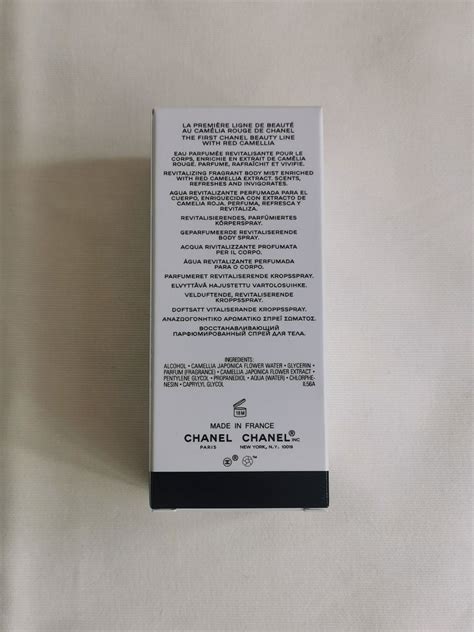 LA PREMIÈRE LIGNE DE BEAUTÉ
AU CAMÉLIA ROUGE DE CHANEL
THE FIRST CHANEL BEAUTY LINE
WITH RED CAMELLIA
EAU PARFUMÉE REVITALISANTE POUR LE
CORPS, ENRICHIE EN EXTRAIT DE CAMÉLIA
ROUGE. PARFUME, RAFRAÎCHIT ET VIVIFIE.
REVITALIZING FRAGRANT BODY MIST ENRICHED
WITH RED CAMELLIA EXTRACT. SCENTS,
REFRESHES AND INVIGORATES.
AGUA REVITALIZANTE PERFUMADA PARA EL
CUERPO, ENRIQUECIDA CON EXTRACTO DE
CAMELIA ROJA. PERFUMA, REFRESCA Y
REVITALIZA.
REVITALISIERENDES, PARFÜMIERTES
KÖRPERSPRAY.
GEPARFUMEERDE REVITALISERENDE
BODY SPRAY.
ACQUA RIVITALIZZANTE PROFUMATA
PER IL CORPO.
ÁGUA REVITALIZANTE PERFUMADA
PARA O CORPO.
PARFUMERET REVITALISERENDE KROPSSPRAY.
ELVYTTÄVÄ HAJUSTETTU VARTOLOSUIHKE.
VELDUFTENDE, REVITALISERENDE
KROPPSSPRAY.
DOFTSATT VITALISERANDE KROPPSSPRAY.
ΑΝΑΖΩΟΓΟΝΗΤΙΚΟ ΑΡΩΜΑΤΙΚΟ ΣΠΡΕΪ ΣΩΜΑΤΟΣ.
ВОССТАНАВЛИВАЮЩИЙ
ПАРФЮМИРОВАННЫЙ СПРЕЙ ДЛЯ ТЕЛА.
INGREDIENTS:
ALCOHOL • CAMELLIA JAPONICA FLOWER WATER • GLYCERIN •
PARFUM (FRAGRANCE) • CAMELLIA JAPONICA FLOWER EXTRACT •
PENTYLENE GLYCOL • PROPANEDIOL • AQUA (WATER) • CHLORPHE-
NESIN • CAPRYLYL GLYCOL IL56A
18M
MADE IN FRANCE
CHANEL CHANEL® INC
PARIS NEW YORK, N.Y. 10019
® ™